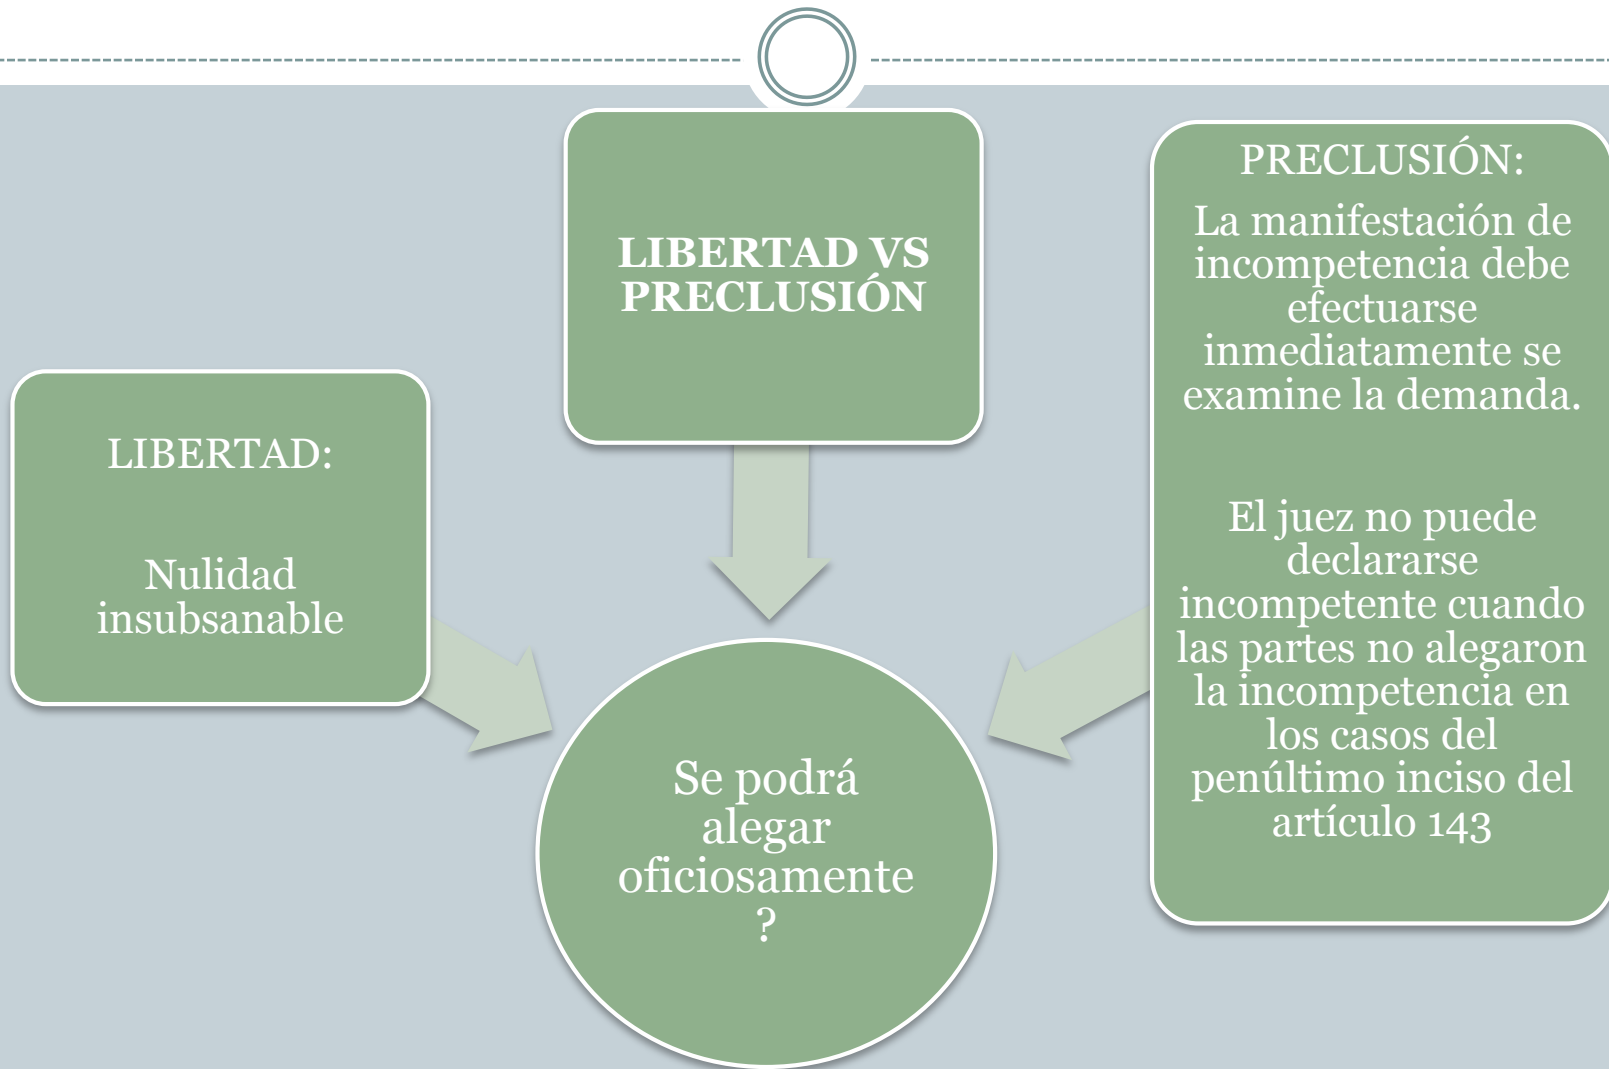 LIBERTAD VS
PRECLUSIÓN
LIBERTAD:
Nulidad
insubsanable
PRECLUSIÓN:
La manifestación de
incompetencia debe
efectuarse
inmediatamente se
examine la demanda.
El juez no puede
declararse
incompetente cuando
las partes no alegaron
la incompetencia en
los casos del
penúltimo inciso del
artículo 143
Se podrá
alegar
oficiosamente
?